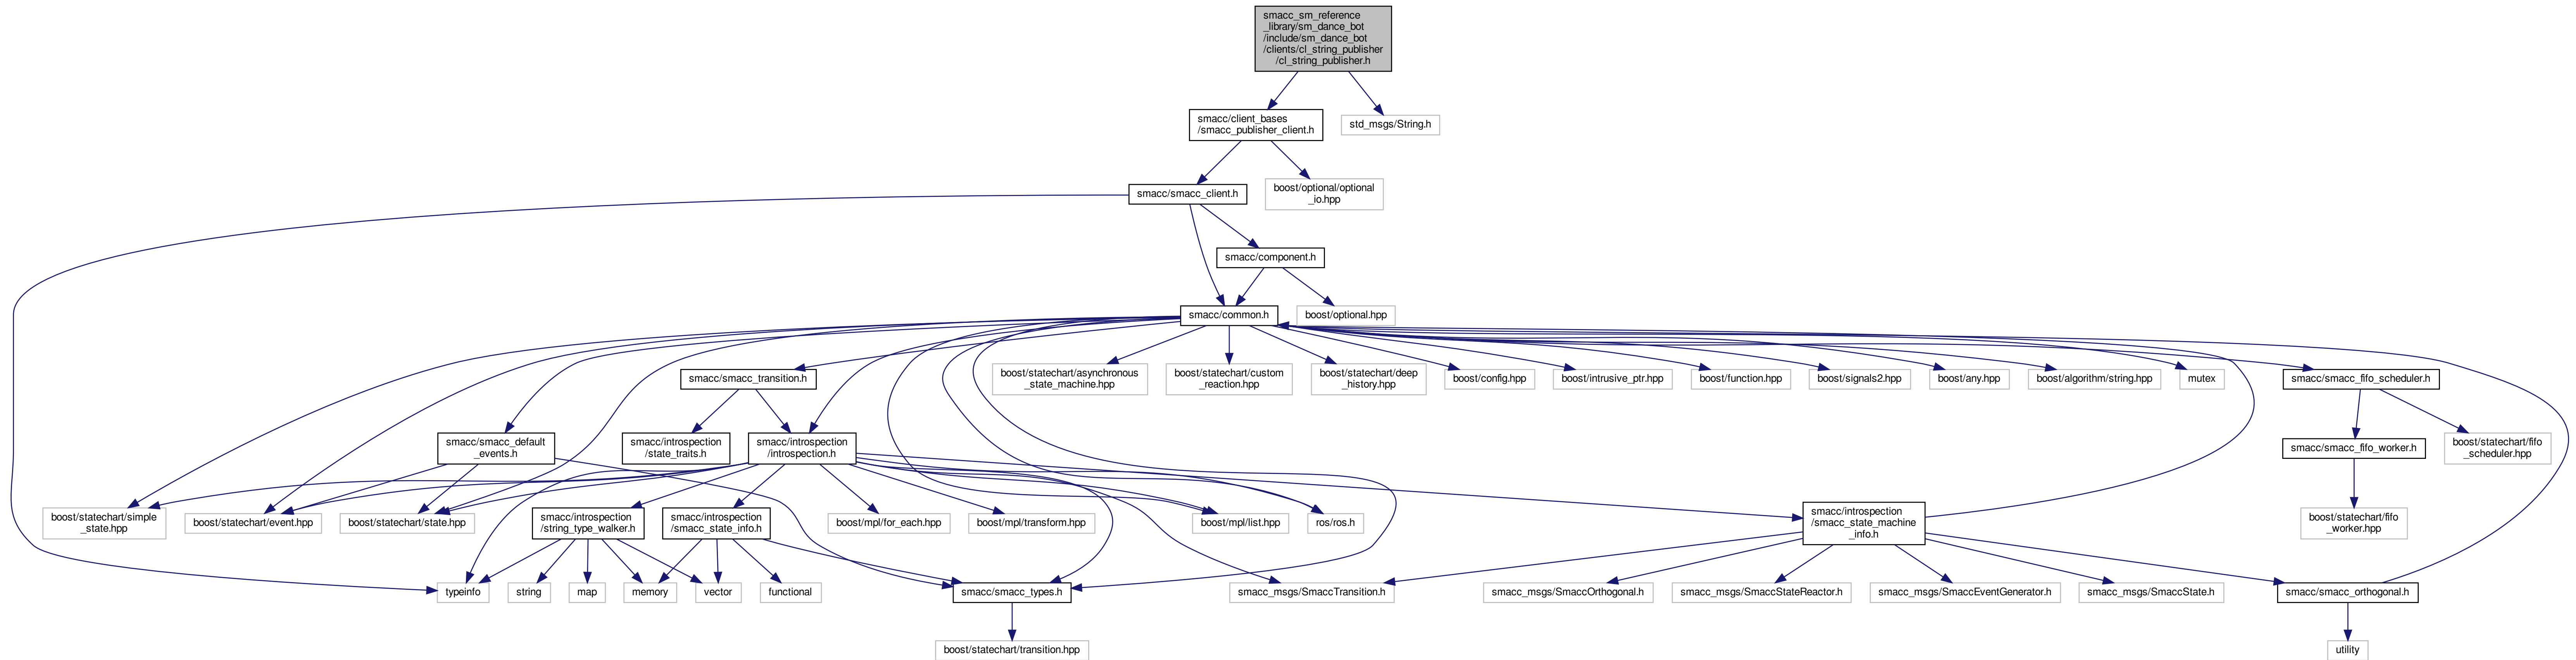 smacc_sm_reference
_library/sm_dance_bot
/include/sm_dance_bot
/clients/cl_string_publisher
/cl_string_publisher.h
smacc/client_bases
/smacc_publisher_client.h
std_msgs/String.h
smacc/smacc_client.h
boost/optional/optional
_io.hpp
smacc/component.h
smacc/common.h
boost/optional.hpp
smacc/smacc_transition.h
boost/statechart/asynchronous
_state_machine.hpp
boost/statechart/custom
_reaction.hpp
boost/statechart/deep
_history.hpp
boost/config.hpp
boost/intrusive_ptr.hpp
boost/function.hpp
boost/signals2.hpp
boost/any.hpp
boost/algorithm/string.hpp
mutex
smacc/smacc_fifo_scheduler.h
smacc/smacc_default
_events.h
smacc/introspection
/state_traits.h
smacc/introspection
/introspection.h
smacc/smacc_fifo_worker.h
boost/statechart/fifo
_scheduler.hpp
boost/statechart/simple
_state.hpp
boost/statechart/event.hpp
boost/statechart/state.hpp
smacc/introspection
/string_type_walker.h
smacc/introspection
/smacc_state_info.h
boost/mpl/for_each.hpp
boost/mpl/transform.hpp
boost/mpl/list.hpp
ros/ros.h
smacc/introspection
/smacc_state_machine
_info.h
boost/statechart/fifo
_worker.hpp
typeinfo
string
map
memory
vector
functional
smacc/smacc_types.h
smacc_msgs/SmaccTransition.h
smacc_msgs/SmaccOrthogonal.h
smacc_msgs/SmaccStateReactor.h
smacc_msgs/SmaccEventGenerator.h
smacc_msgs/SmaccState.h
smacc/smacc_orthogonal.h
boost/statechart/transition.hpp
utility